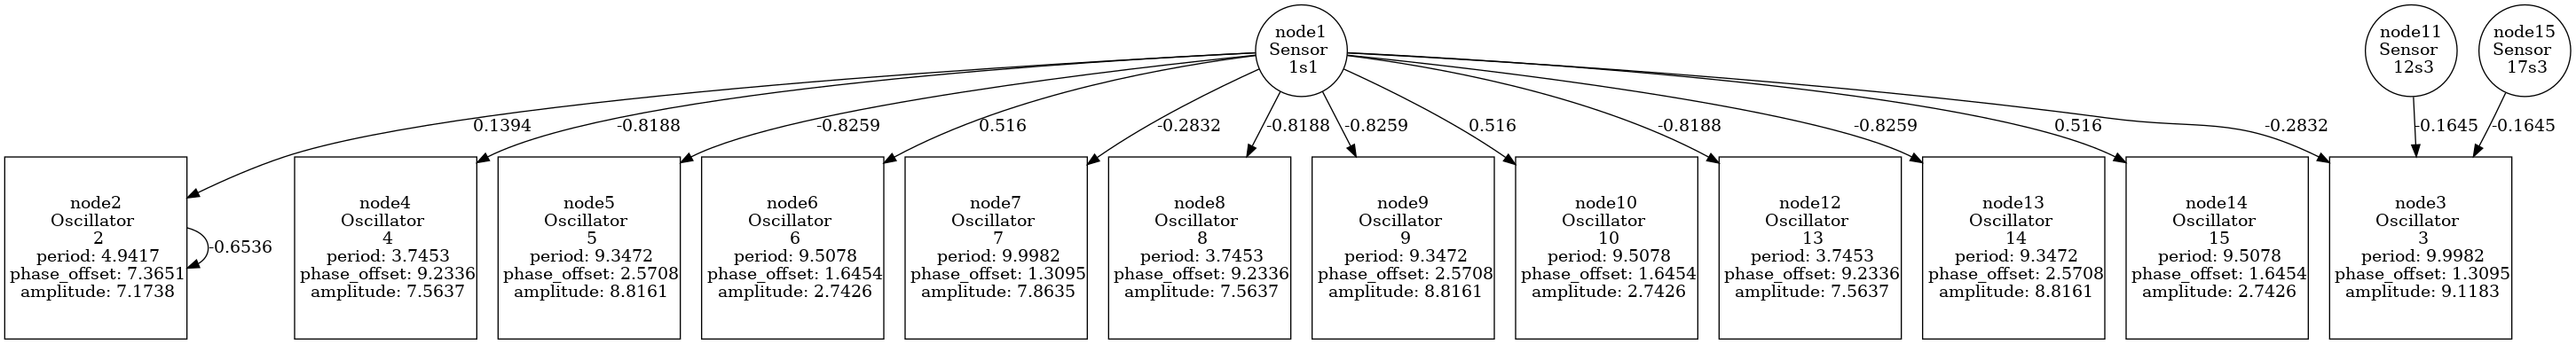 node1
Sensor
1s1
node11
Sensor
12s3
node15
Sensor
17s3
0.1394
-0.8188
-0.8259
0.516
-0.2832
-0.8188
-0.8259
0.516
-0.8188
-0.8259
0.516
-0.2832
-0.1645
-0.1645
node2
Oscillator
2
period: 4.9417
phase_offset: 7.3651
amplitude: 7.1738
-0.6536
node4
Oscillator
4
period: 3.7453
phase_offset: 9.2336
amplitude: 7.5637
node5
Oscillator
5
period: 9.3472
phase_offset: 2.5708
amplitude: 8.8161
node6
Oscillator
6
period: 9.5078
phase_offset: 1.6454
amplitude: 2.7426
node7
Oscillator
7
period: 9.9982
phase_offset: 1.3095
amplitude: 7.8635
node8
Oscillator
8
period: 3.7453
phase_offset: 9.2336
amplitude: 7.5637
node9
Oscillator
9
period: 9.3472
phase_offset: 2.5708
amplitude: 8.8161
node10
Oscillator
10
period: 9.5078
phase_offset: 1.6454
amplitude: 2.7426
node12
Oscillator
13
period: 3.7453
phase_offset: 9.2336
amplitude: 7.5637
node13
Oscillator
14
period: 9.3472
phase_offset: 2.5708
amplitude: 8.8161
node14
Oscillator
15
period: 9.5078
phase_offset: 1.6454
amplitude: 2.7426
node3
Oscillator
3
period: 9.9982
phase_offset: 1.3095
amplitude: 9.1183